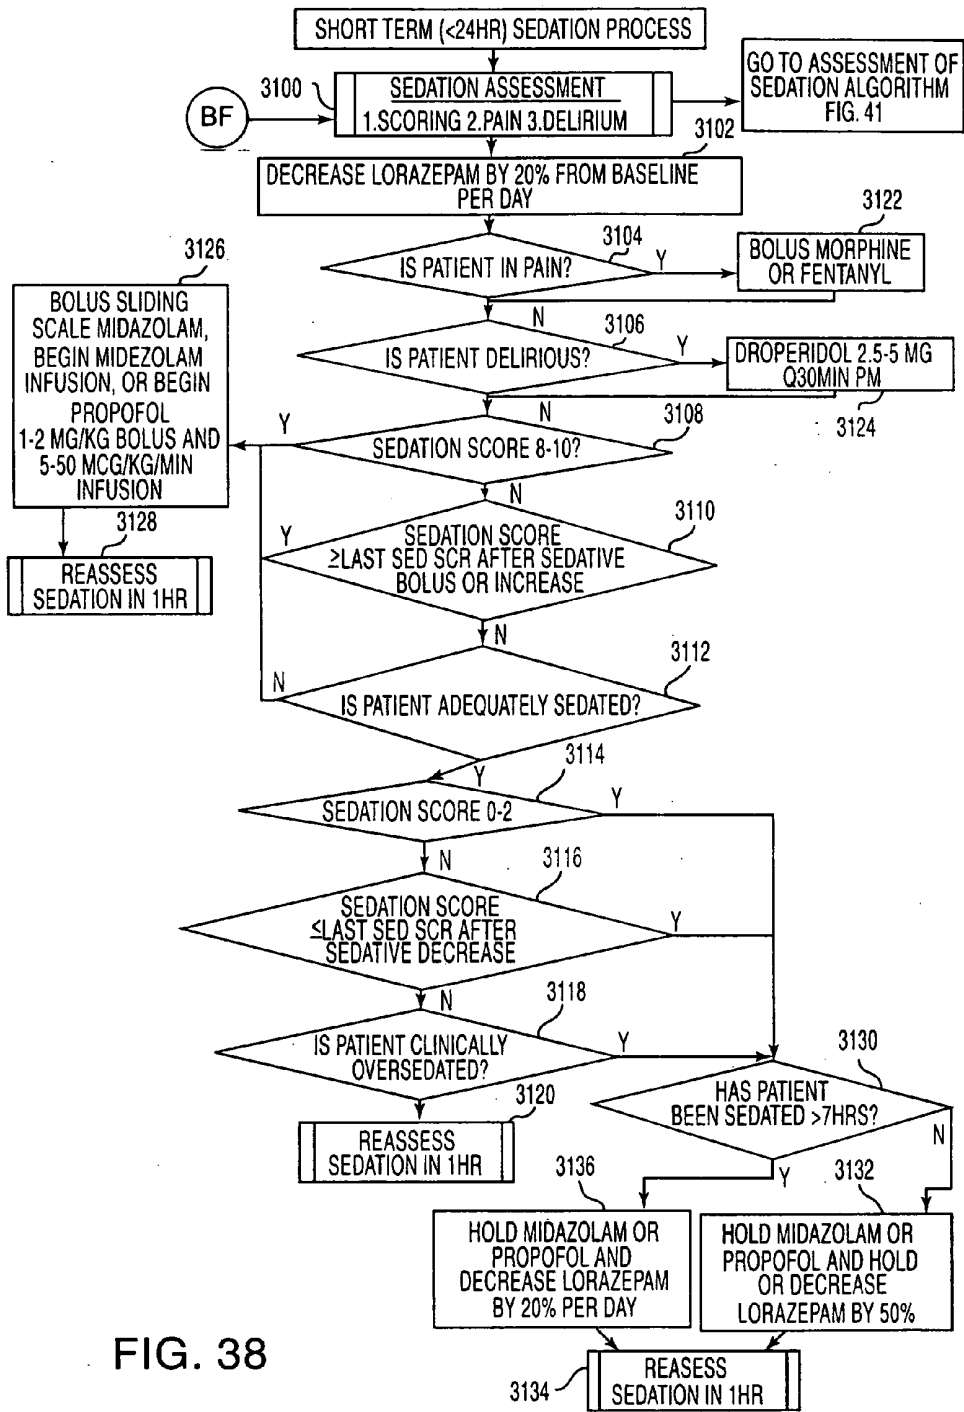 SHORT TERM (<24HR) SEDATION PROCESS
3100
SEDATION ASSESSMENT
1.SCORING 2.PAIN 3.DELIRIUM
GO TO ASSESSMENT OF
SEDATION ALGORITHM
FIG. 41
BF
3102
DECREASE LORAZEPAM BY 20% FROM BASELINE
PER DAY
3104
IS PATIENT IN PAIN?
Y
3122
BOLUS MORPHINE
OR FENTANYL
N
3106
IS PATIENT DELIRIOUS?
Y
DROPERIDOL 2.5-5 MG
Q30MIN PM
3124
N
3108
SEDATION SCORE 8-10?
Y
3126
BOLUS SLIDING
SCALE MIDAZOLAM,
BEGIN MIDEZOLAM
INFUSION, OR BEGIN
PROPOFOL
1-2 MG/KG BOLUS AND
5-50 MCG/KG/MIN
INFUSION
3128
REASSESS
SEDATION IN 1HR
N
3110
Y
SEDATION SCORE
≥LAST SED SCR AFTER SEDATIVE
BOLUS OR INCREASE
N
3112
N
IS PATIENT ADEQUATELY SEDATED?
Y
3114
SEDATION SCORE 0-2
Y
N
3116
SEDATION SCORE
≤LAST SED SCR AFTER
SEDATIVE DECREASE
Y
N
3118
IS PATIENT CLINICALLY
OVERSEDATED?
Y
3120
REASSESS
SEDATION IN 1HR
3130
HAS PATIENT
BEEN SEDATED >7HRS?
N
Y
3136
HOLD MIDAZOLAM OR
PROPOFOL AND
DECREASE LORAZEPAM
BY 20% PER DAY
3132
HOLD MIDAZOLAM OR
PROPOFOL AND HOLD
OR DECREASE
LORAZEPAM BY 50%
3134
REASESS
SEDATION IN 1HR
FIG. 38